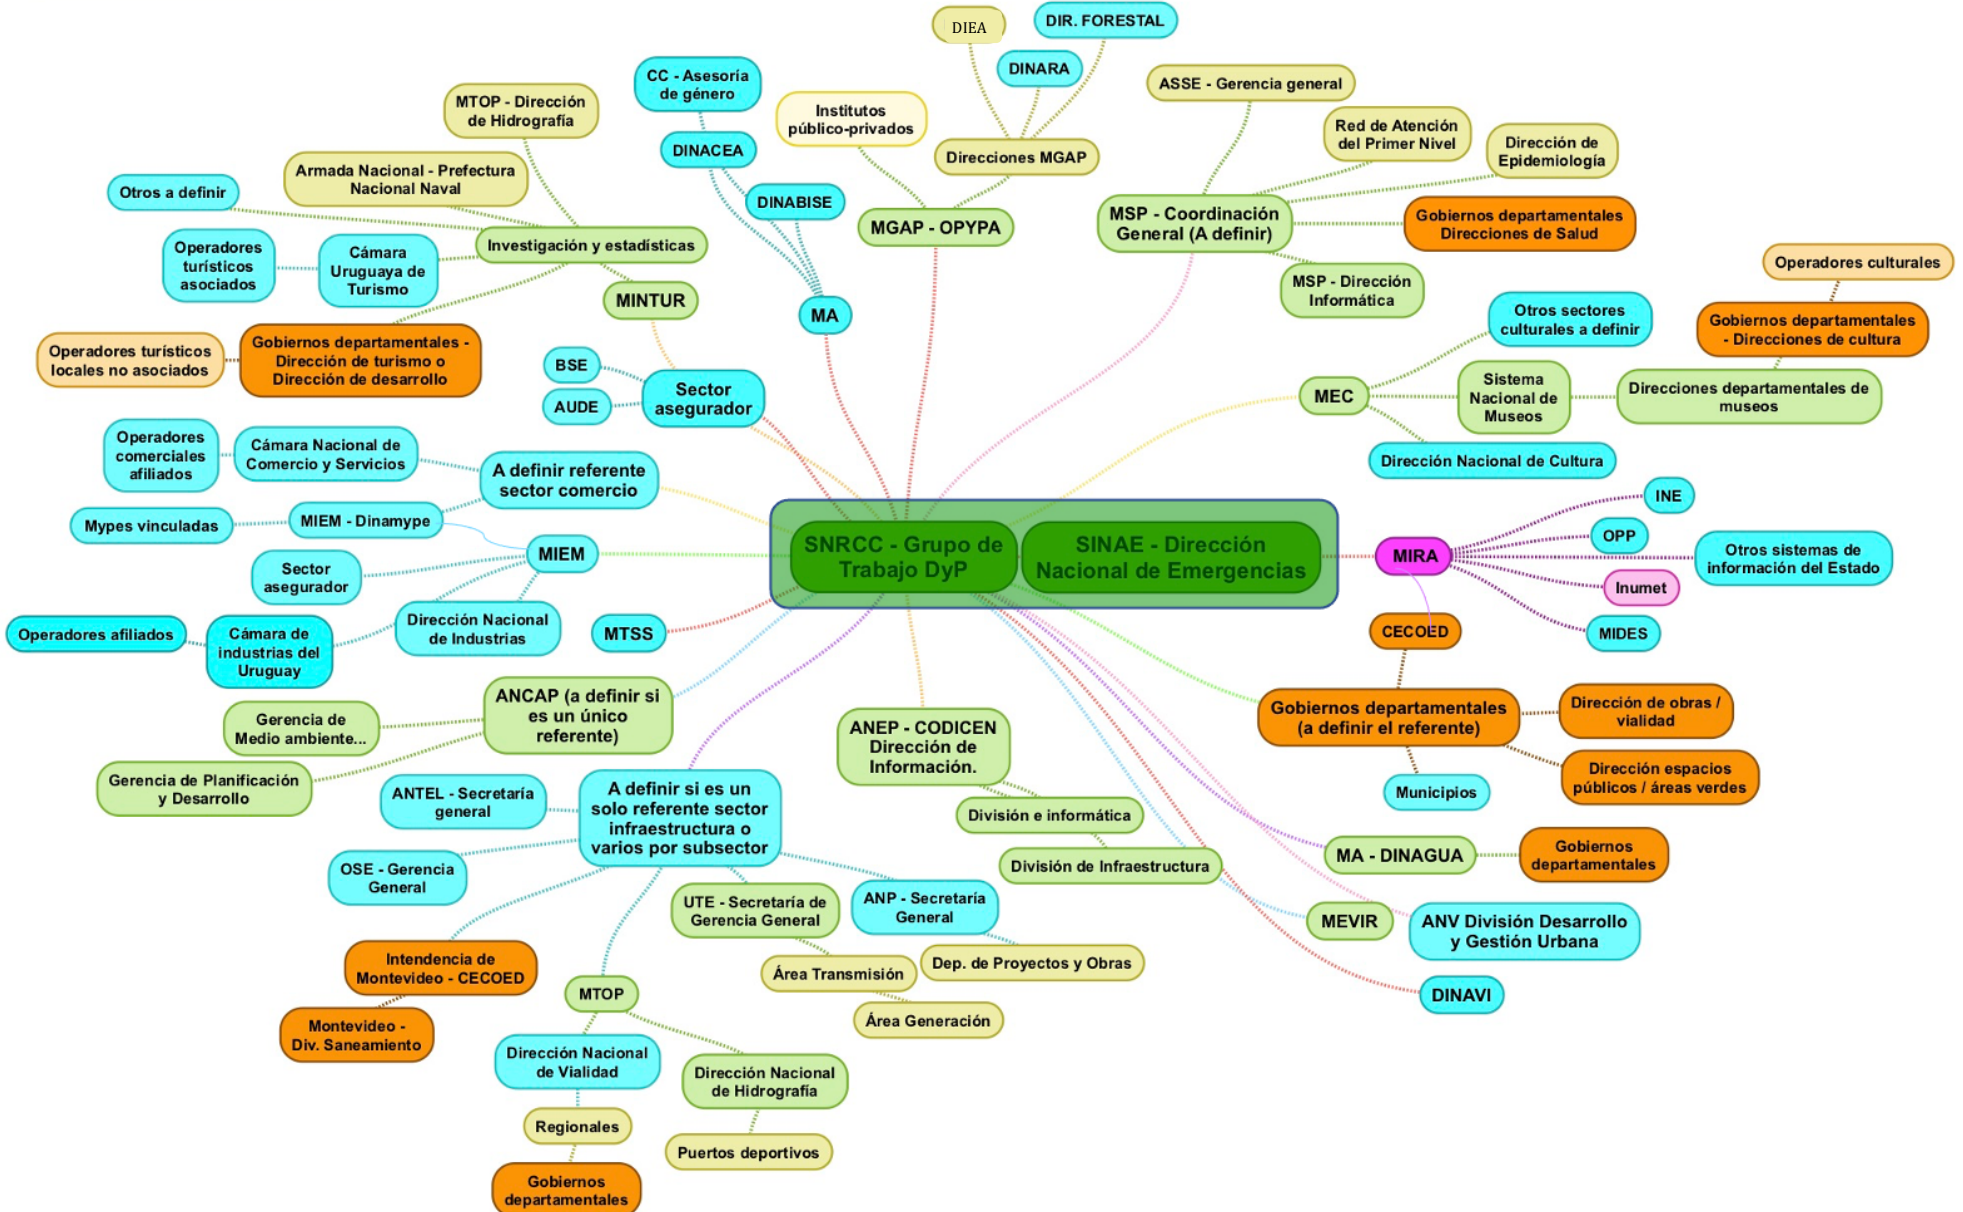 DIEA
DIR. FORESTAL
DINARA
CC - Asesoría
de género
ASSE - Gerencia general
MTOP - Dirección
de Hidrografía
Institutos
público-privados
Red de Atención
del Primer Nivel
Dirección de
Epidemiología
DINACEA
Direcciones MGAP
Armada Nacional - Prefectura
Nacional Naval
Otros a definir
DINABISE
MGAP - OPYPA
MSP - Coordinación
General (A definir)
Gobiernos departamentales
Direcciones de Salud
Investigación y estadísticas
Operadores
turísticos
asociados
Cámara
Uruguaya de
Turismo
MINTUR
MA
MSP - Dirección
Informática
Operadores culturales
Otros sectores
culturales a definir
Gobiernos departamentales
- Direcciones de cultura
Operadores turísticos
locales no asociados
Gobiernos departamentales -
Dirección de turismo o
Dirección de desarrollo
BSE
AUDE
Sector
asegurador
MEC
Sistema
Nacional de
Museos
Direcciones departamentales de
museos
Dirección Nacional de Cultura
Operadores
comerciales
afiliados
Cámara Nacional de
Comercio y Servicios
A definir referente
sector comercio
Mypes vinculadas
MIEM - Dinamype
MIEM
Sector
asegurador
Dirección Nacional
de Industrias
Operadores afiliados
Cámara de
industrias del
Uruguay
SNRCC - Grupo de
Trabajo DyP
SINAE - Dirección
Nacional de Emergencias
MIRA
INE
OPP
Otros sistemas de
información del Estado
Inumet
MIDES
MTSS
CECOED
Gobiernos departamentales
(a definir el referente)
Dirección de obras /
vialidad
Dirección espacios
públicos / áreas verdes
Municipios
ANCAP (a definir si
es un único
referente)
Gerencia de
Medio ambiente...
Gerencia de Planificación
y Desarrollo
ANEP - CODICEN
Dirección de
Información.
División e informática
División de Infraestructura
ANTEL - Secretaría
general
A definir si es un
solo referente sector
infraestructura o
varios por subsector
OSE - Gerencia
General
UTE - Secretaría de
Gerencia General
ANP - Secretaría
General
MA - DINAGUA
Gobiernos
departamentales
MEVIR
ANV División Desarrollo
y Gestión Urbana
DINAVI
Intendencia de
Montevideo - CECOED
Montevideo -
Div. Saneamiento
MTOP
Área Transmisión
Dep. de Proyectos y Obras
Área Generación
Dirección Nacional
de Vialidad
Dirección Nacional
de Hidrografía
Regionales
Puertos deportivos
Gobiernos
departamentales